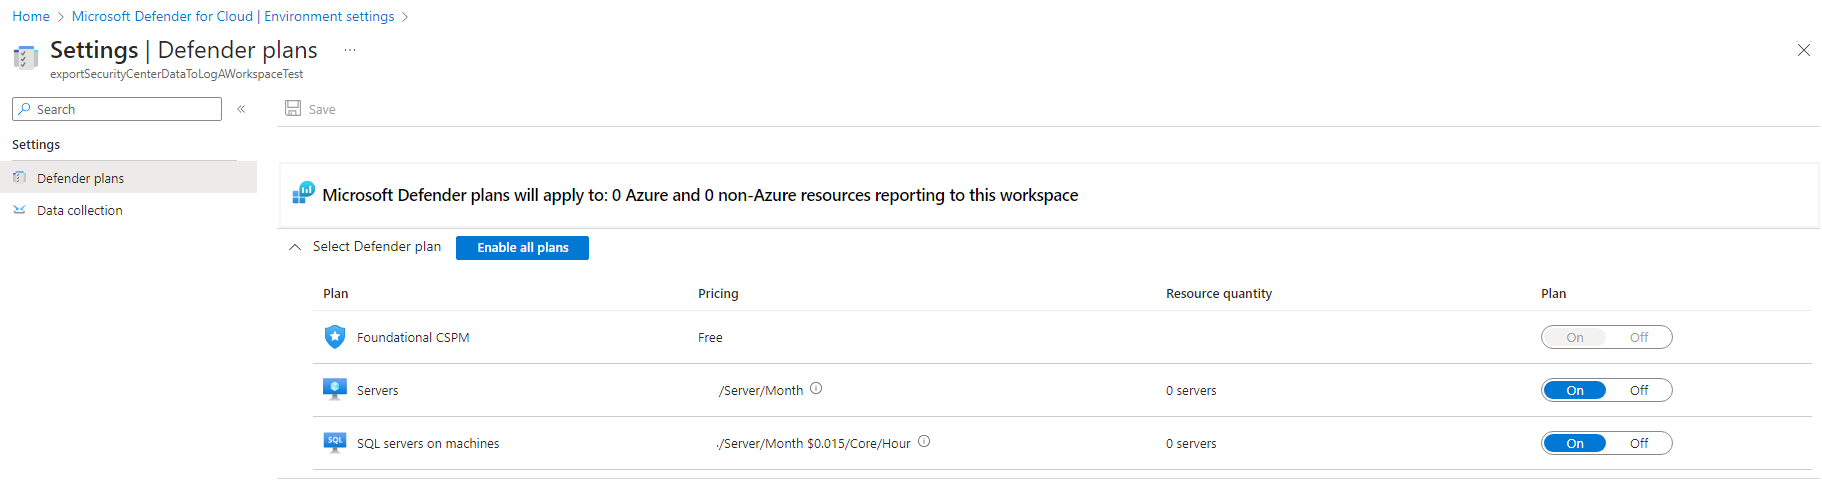 Home > Microsoft Defender for Cloud | Environment settings >
Settings | Defender plans ...
exportSecurityCenterDataToLogAWorkspaceTest
Search «
Save
Settings
Defender plans
Data collection
Microsoft Defender plans will apply to: 0 Azure and 0 non-Azure resources reporting to this workspace
Select Defender plan Enable all plans
Plan Pricing Resource quantity Plan
Foundational CSPM Free On Off
Servers /Server/Month 0 servers On Off
SQL SQL servers on machines ./Server/Month $0.015/Core/Hour 0 servers On Off